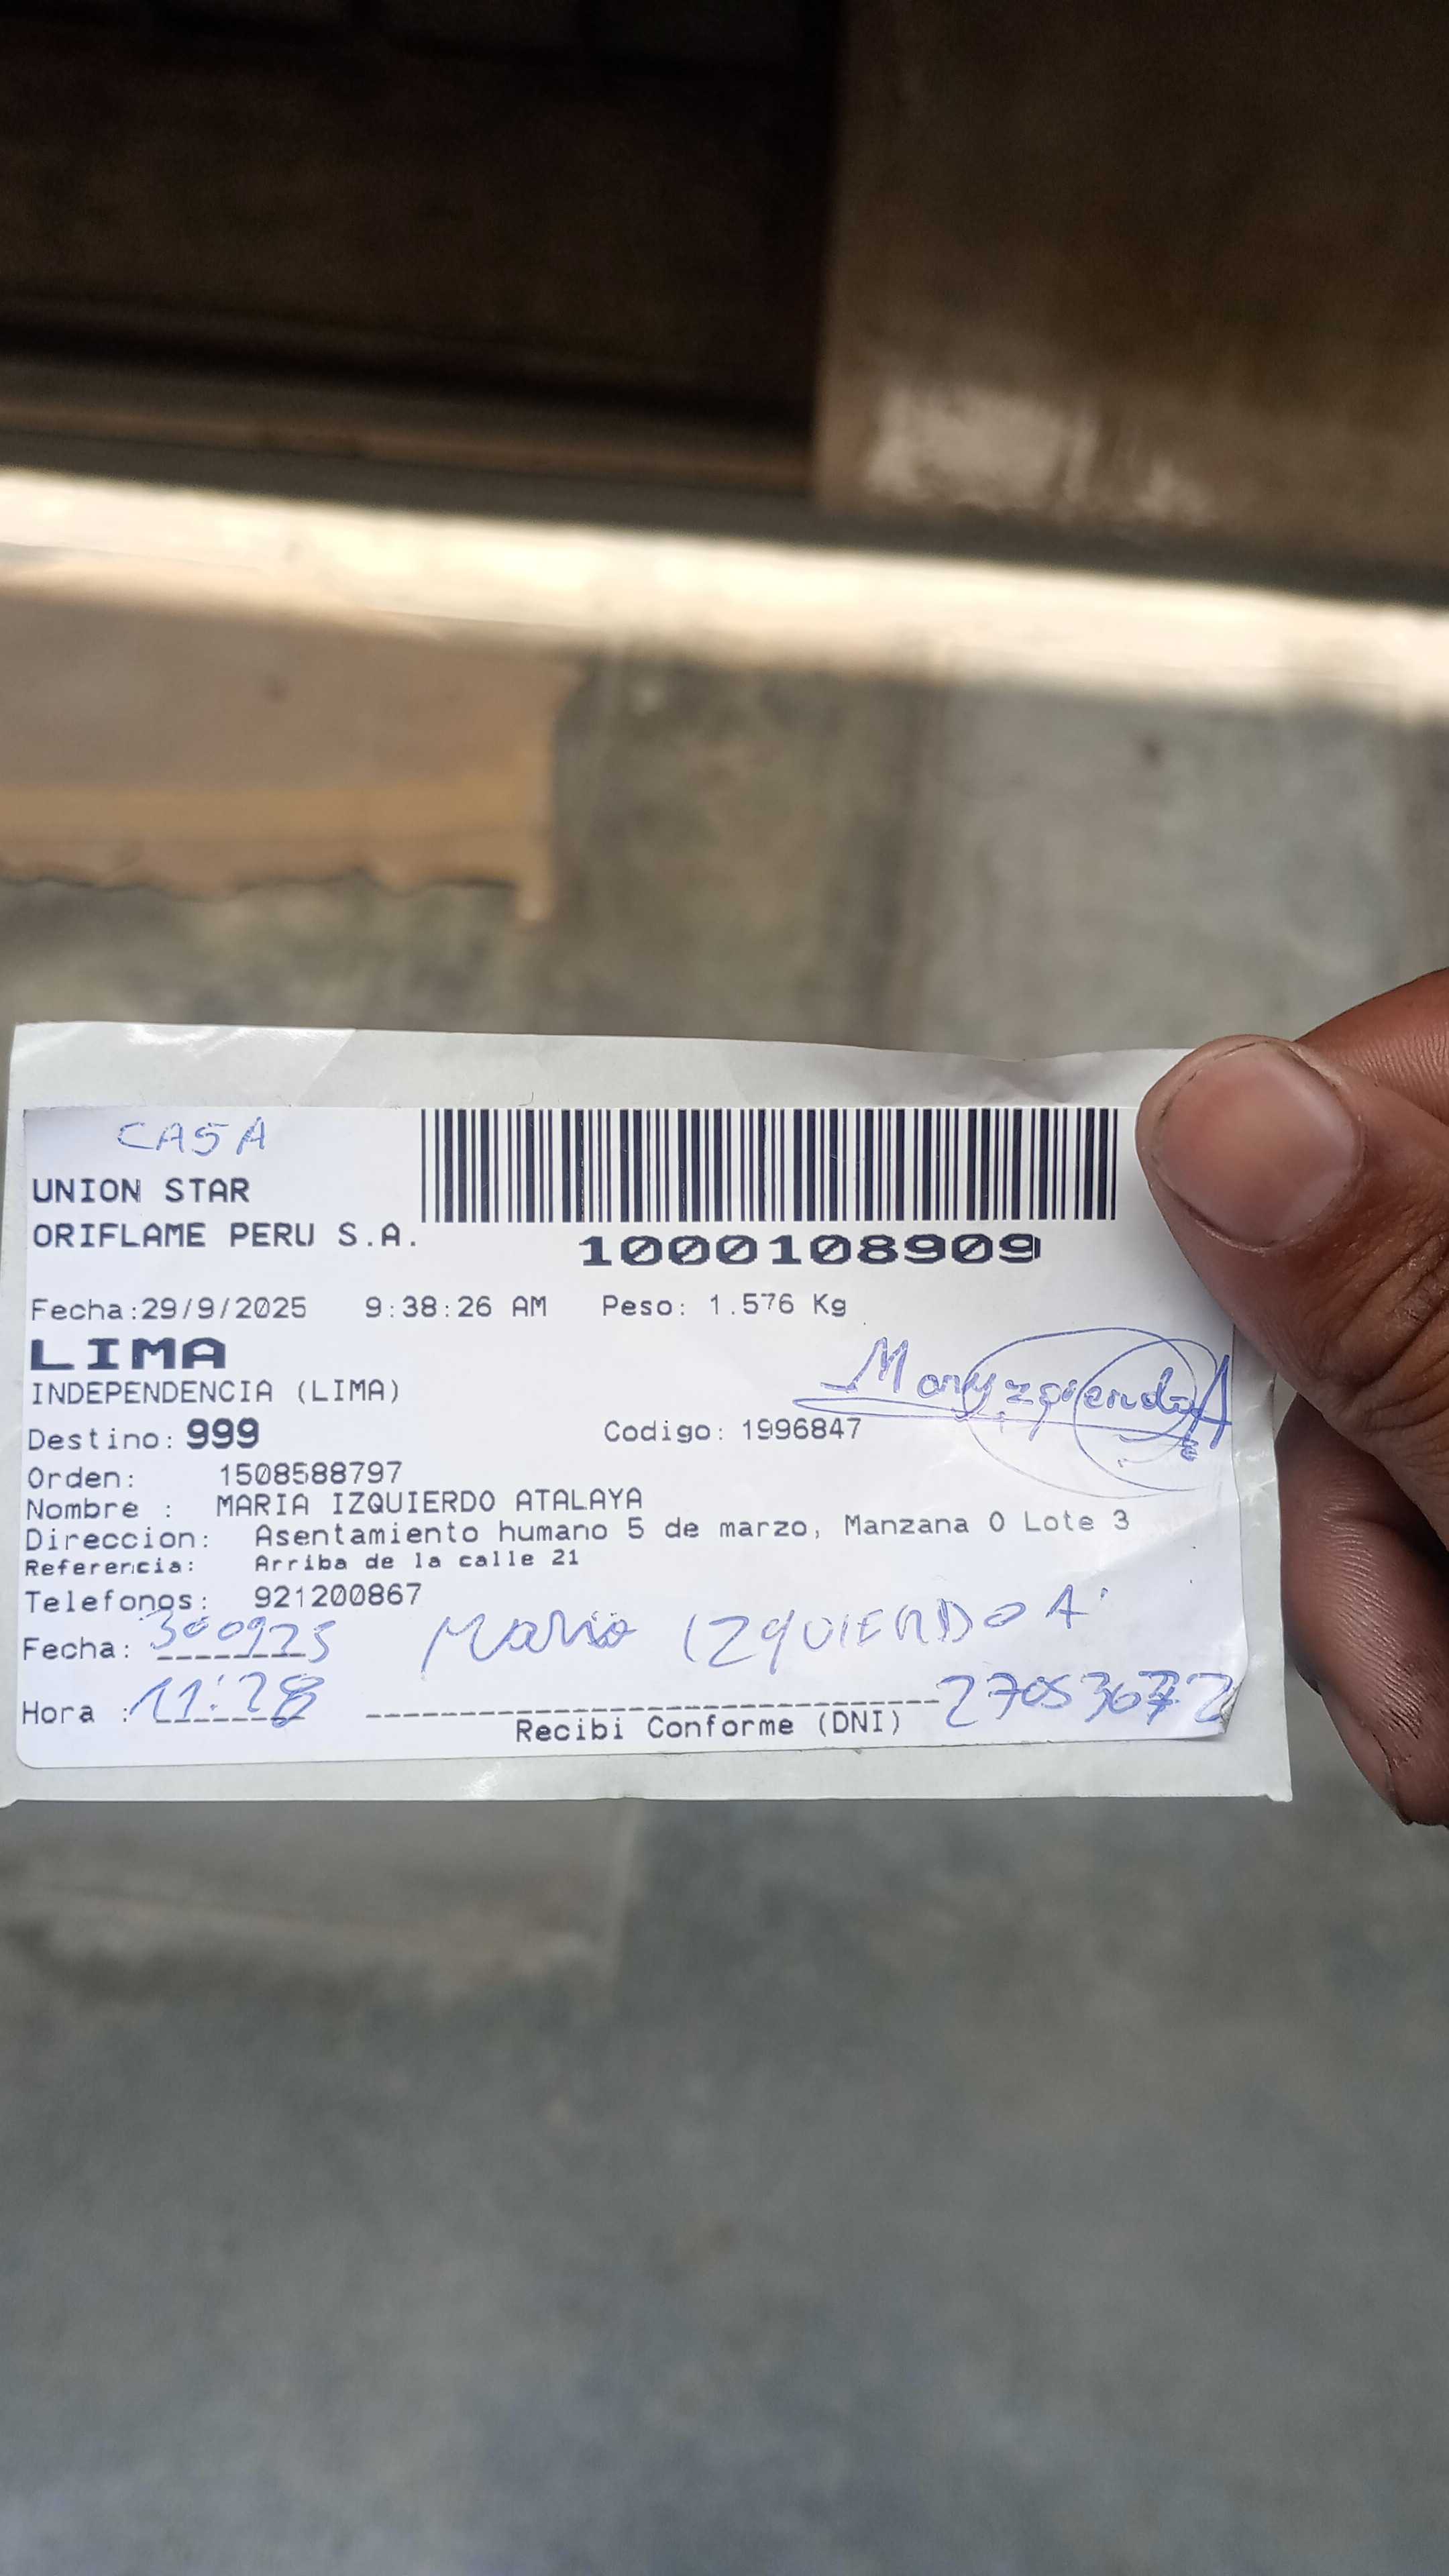 CASA
UNION STAR
ORIFLAME PERU S.A.
1000108909
Fecha:29/9/2025 9:38:26 AM Peso: 1.576 Kg
LIMA
INDEPENDENCIA (LIMA)
Destino: 999 Codigo: 1996847
Orden: 1508588797
Nombre : MARIA IZQUIERDO ATALAYA
Direccion: Asentamiento humano 5 de marzo, Manzana O Lote 3
Referencia: Arriba de la calle 21
Telefonos: 921200867
Fecha: 300925 Maria IZQUIERDO A
Hora : 11:28
Recibi Conforme (DNI)